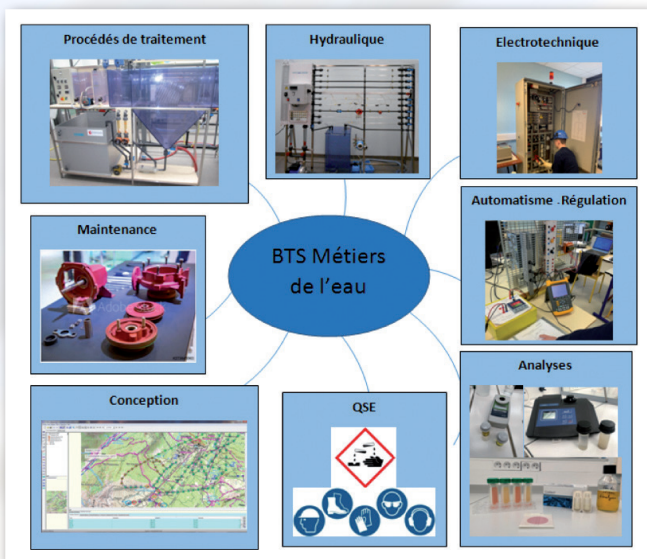 Procédés de traitement
Hydraulique
Electrotechnique
Maintenance
BTS Métiers
de l'eau
Automatisme . Régulation
Conception
QSE
Analyses